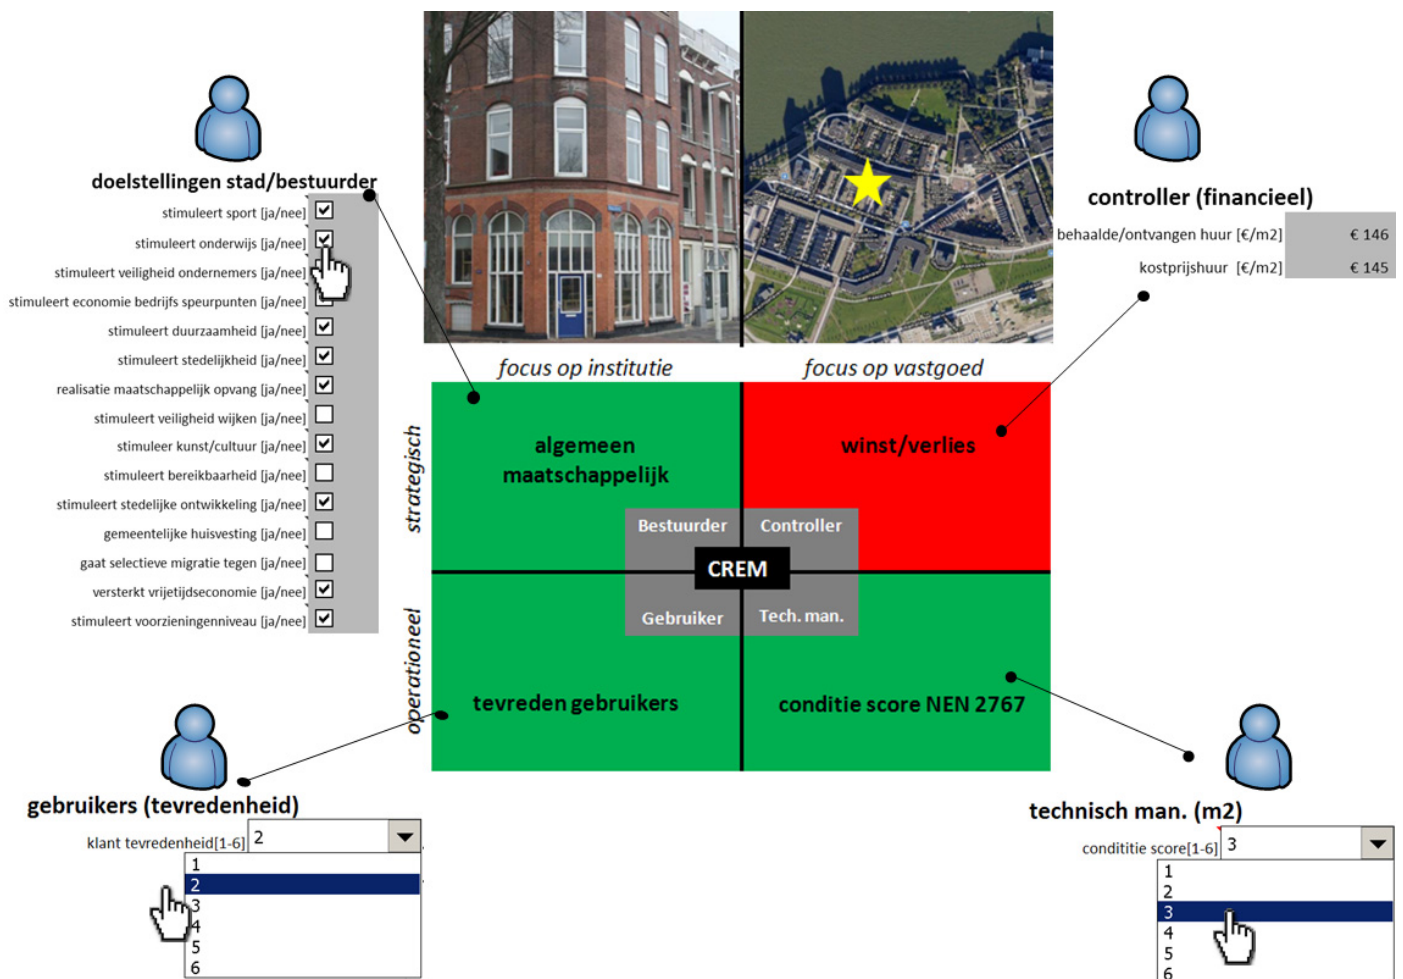 doelstellingen stad/bestuurder
stimuleert sport [ja/nee]
stimuleert onderwijs [ja/nee]
stimuleert veiligheid ondernemers [ja/nee]
stimuleert economie bedrijfs speurpunten [ja/nee]
stimuleert duurzaamheid [ja/nee]
stimuleert stedelijkheid [ja/nee]
realisatie maatschappelijk opvang [ja/nee]
stimuleert veiligheid wijken [ja/nee]
stimuleer kunst/cultuur [ja/nee]
stimuleert bereikbaarheid [ja/nee]
stimuleert stedelijke ontwikkeling [ja/nee]
gemeentelijke huisvesting [ja/nee]
gaat selectieve migratie tegen [ja/nee]
versterkt vrijetijdseconomie [ja/nee]
stimuleert voorzieningenniveau [ja/nee]
controller (financieel)
behaalde/ontvangen huur [€/m2] € 146
kostprijshuur [€/m2] € 145
focus op institutie
focus op vastgoed
strategisch
algemeen
maatschappelijk
winst/verlies
Bestuurder
Controller
CREM
Gebruiker
Tech. man.
operationeel
tevreden gebruikers
conditie score NEN 2767
gebruikers (tevredenheid)
klant tevredenheid[1-6] 2
1
2
3
4
5
6
technisch man. (m2)
condititie score[1-6] 3
1
2
3
4
5
6